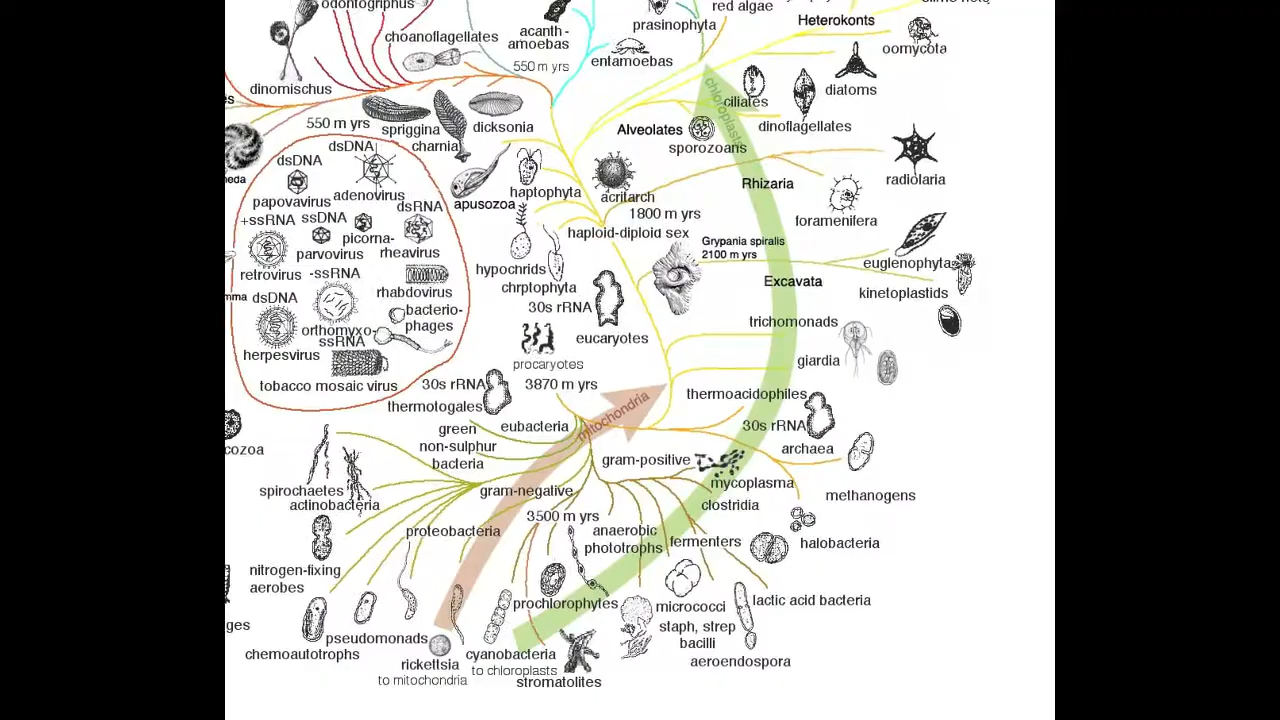 odontogriphus
choanoflagellates
acanth-
amoebas
550 m yrs
prasinophyta
red algae
Heterokonts
oomycota
entamoebas
dinomischus
diatoms
ciliates
chloroplasts
550 m yrs
spriggina
charnia
dicksonia
Alveolates
dinoflagellates
sporozoans
dsDNA
dsDNA
papovavirus
adenovirus
dsRNA
apusozoa
haptophyta
acritarch
Rhizaria
radiolaria
+ssRNA
ssDNA
picorna-
parvovirus
rheavirus
1800 m yrs
haploid-diploid sex
foramenifera
Grypania spiralis
2100 m yrs
retrovirus
-ssRNA
hypochrids
chrptophyta
euglenophytas
Excavata
kinetoplastids
dsDNA
rhabdovirus
bacterio-
phages
orthomyxo-
ssRNA
30s rRNA
eucaryotes
trichomonads
herpesvirus
procaryotes
giardia
tobacco mosaic virus
30s rRNA
3870 m yrs
mitochondria
thermoacidophiles
thermotogales
eubacteria
30s rRNA
archaea
green
non-sulphur
bacteria
gram-positive
mycoplasma
spirochaetes
actinobacteria
gram-negative
clostridia
methanogens
3500 m yrs
proteobacteria
anaerobic
phototrophs
fermenters
halobacteria
nitrogen-fixing
aerobes
prochlorophytes
micrococci
lactic acid bacteria
staph, strep
bacilli
pseudomonads
chemoautotrophs
rickettsia
to mitochondria
cyanobacteria
to chloroplasts
stromatolites
aeroendospora